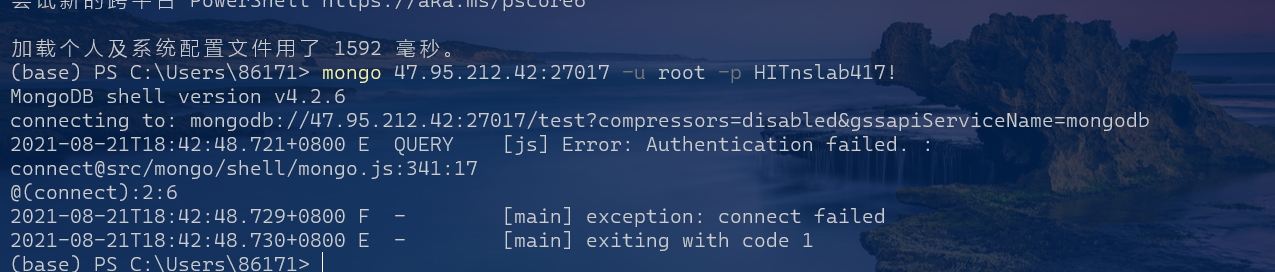 尝试新的跨平台 PowerShell https://aka.ms/pscore6
加载个人及系统配置文件用了 1592 毫秒。
(base) PS C:\Users\86171> mongo 47.95.212.42:27017 -u root -p HITnslab417!
MongoDB shell version v4.2.6
connecting to: mongodb://47.95.212.42:27017/test?compressors=disabled&gssapiServiceName=mongodb
2021-08-21T18:42:48.721+0800 E  QUERY    [js] Error: Authentication failed. :
connect@src/mongo/shell/mongo.js:341:17
@(connect):2:6
2021-08-21T18:42:48.729+0800 F  -        [main] exception: connect failed
2021-08-21T18:42:48.730+0800 E  -        [main] exiting with code 1
(base) PS C:\Users\86171>